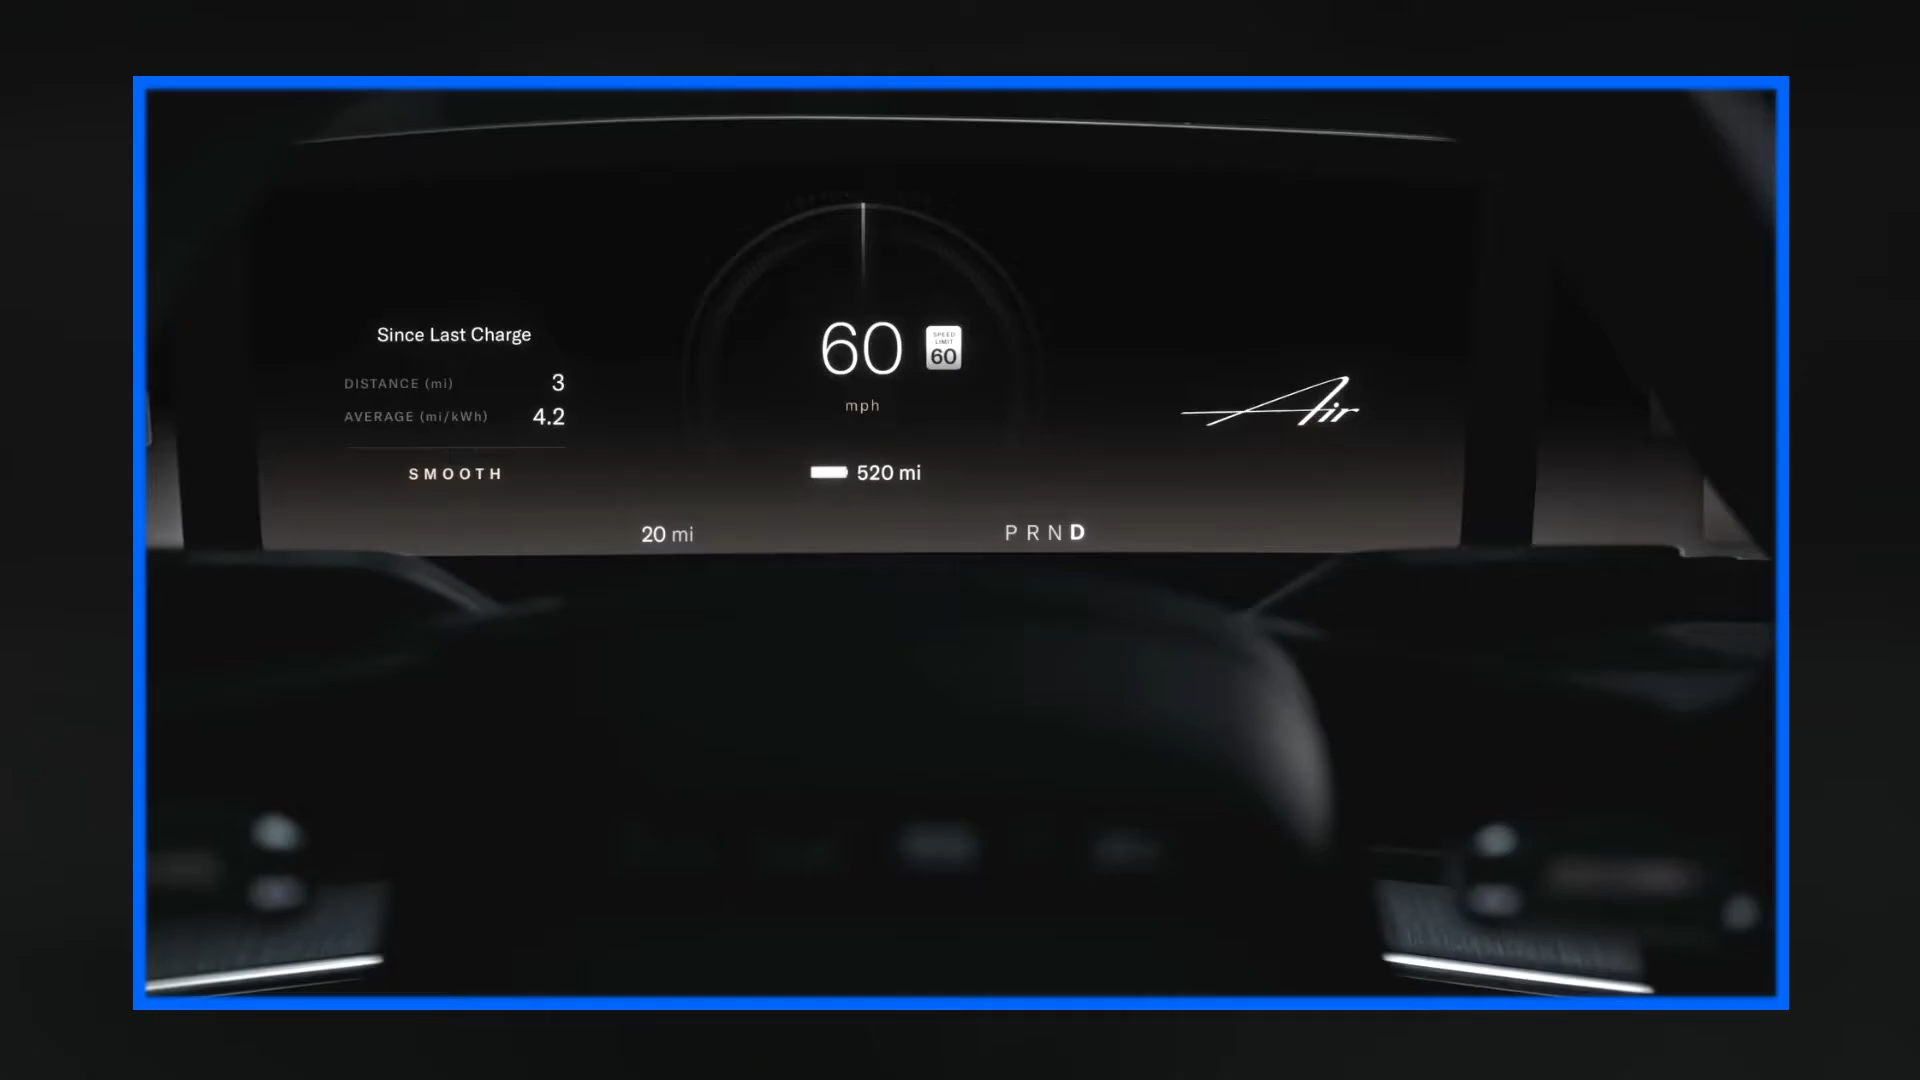 Since Last Charge
DISTANCE (mi) 3
AVERAGE (mi/kWh) 4.2
SMOOTH
60
mph
SPEED
LIMIT
60
520 mi
Air
20 mi
PRND